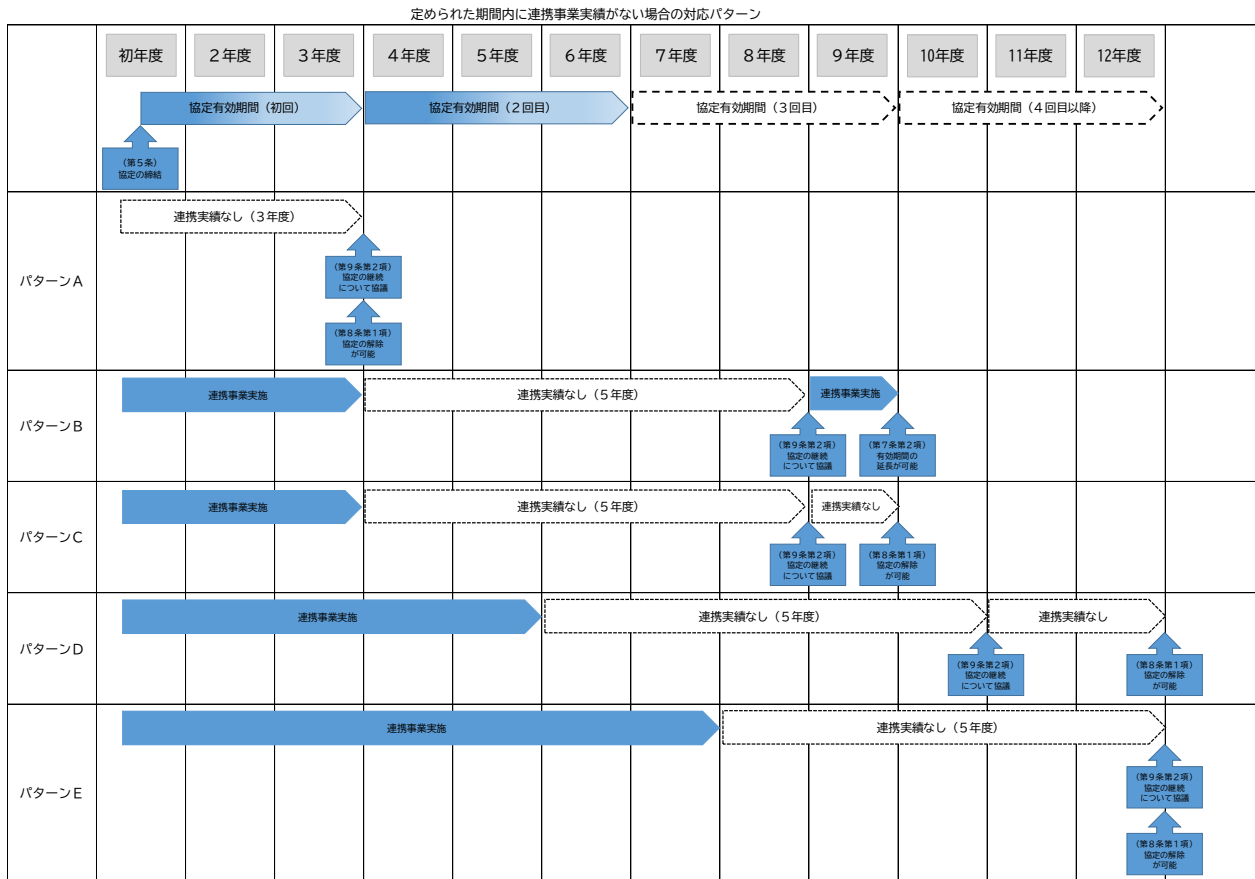 定められた期間内に連携事業実績がない場合の対応パターン
初年度
２年度
３年度
４年度
５年度
６年度
７年度
８年度
９年度
10年度
11年度
12年度
協定有効期間（初回）
協定有効期間（２回目）
協定有効期間（３回目）
協定有効期間（４回目以降）
（第５条）
協定の締結
パターンA
連携実績なし（３年度）
（第９条第２項）
協定の継続
について協議
（第８条第１項）
協定の解除
が可能
パターンB
連携事業実施
連携実績なし（５年度）
連携事業実施
（第９条第２項）
協定の継続
について協議
（第７条第２項）
有効期間の
延長が可能
パターンC
連携事業実施
連携実績なし（５年度）
連携実績なし
（第９条第２項）
協定の継続
について協議
（第８条第１項）
協定の解除
が可能
パターンD
連携事業実施
連携実績なし（５年度）
連携実績なし
（第９条第２項）
協定の継続
について協議
（第８条第１項）
協定の解除
が可能
パターンE
連携事業実施
連携実績なし（５年度）
（第９条第２項）
協定の継続
について協議
（第８条第１項）
協定の解除
が可能